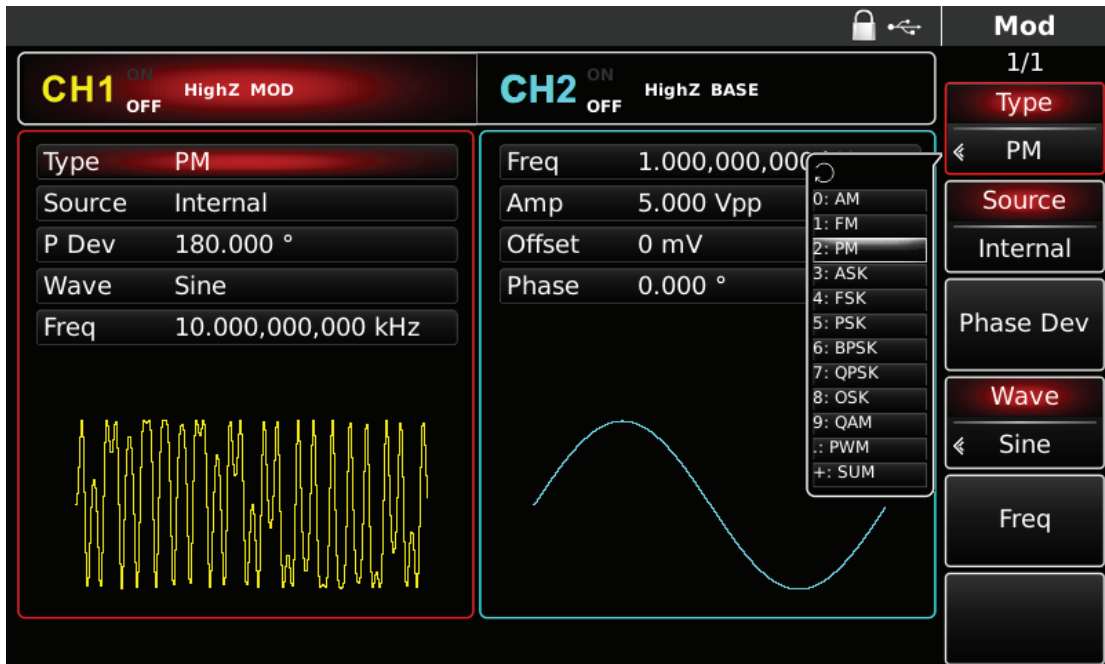 Mod
1/1
CH1 ON OFF HighZ MOD
CH2 ON OFF HighZ BASE
Type PM
Source Internal
P Dev 180.000 °
Wave Sine
Freq 10.000,000,000 kHz
Freq 1.000,000,000
Amp 5.000 Vpp
Offset 0 mV
Phase 0.000 °
0: AM
1: FM
2: PM
3: ASK
4: FSK
5: PSK
6: BPSK
7: QPSK
8: OSK
9: QAM
.: PWM
+: SUM
Type
PM
Source
Internal
Phase Dev
Wave
Sine
Freq